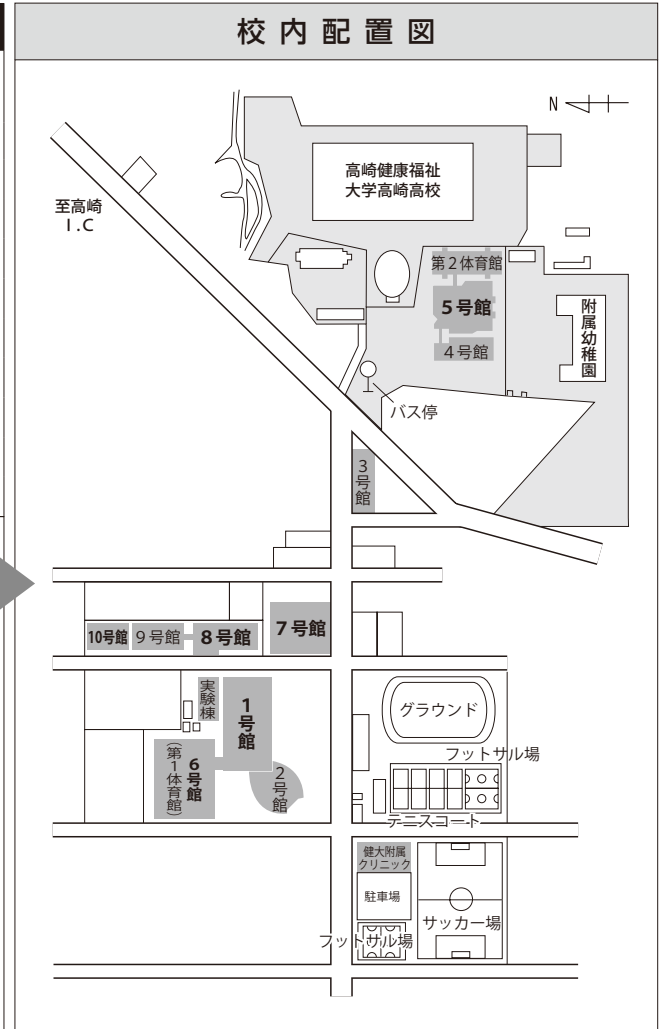 校内配置図
N
高崎健康福祉
大学高崎高校
至高崎
I.C
第2体育館
5号館
4号館
附属幼稚園
バス停
3号館
10号館
9号館
8号館
7号館
実験棟
1号館
グラウンド
フットサル場
6号館
(第1体育館)
2号館
テニスコート
健大附属
クリニック
駐車場
サッカー場
フットサル場